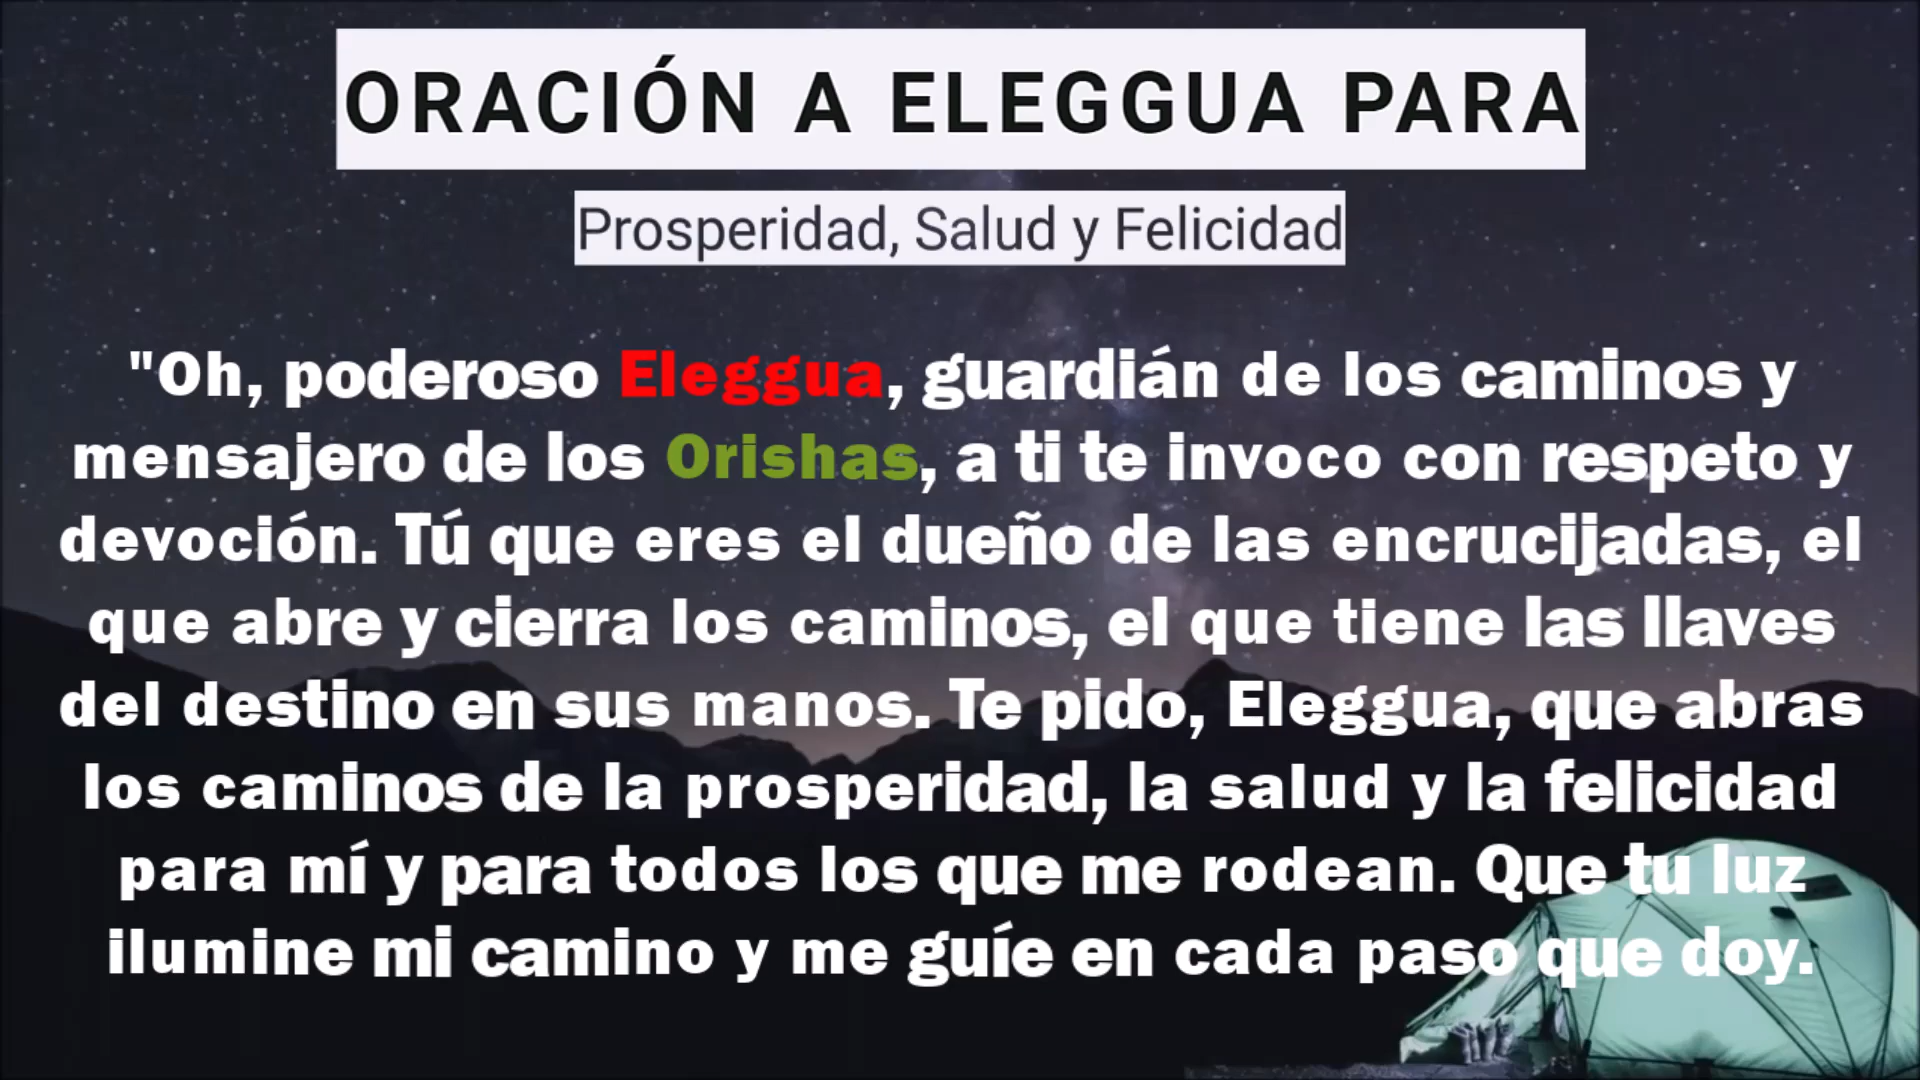 ORACIÓN A ELEGGUA PARA
Prosperidad, Salud y Felicidad
"Oh, poderoso Eleggua, guardián de los caminos y
mensajero de los Orishas, a ti te invoco con respeto y
devoción. Tú que eres el dueño de las encrucijadas, el
que abre y cierra los caminos, el que tiene las llaves
del destino en sus manos. Te pido, Eleggua, que abras
los caminos de la prosperidad, la salud y la felicidad
para mí y para todos los que me rodean. Que tu luz
ilumine mi camino y me guíe en cada paso que doy.